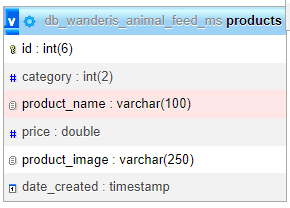 v db_wanderis_animal_feed_ms products
id : int(6)
# category : int(2)
product_name : varchar(100)
# price : double
product_image : varchar(250)
date_created : timestamp